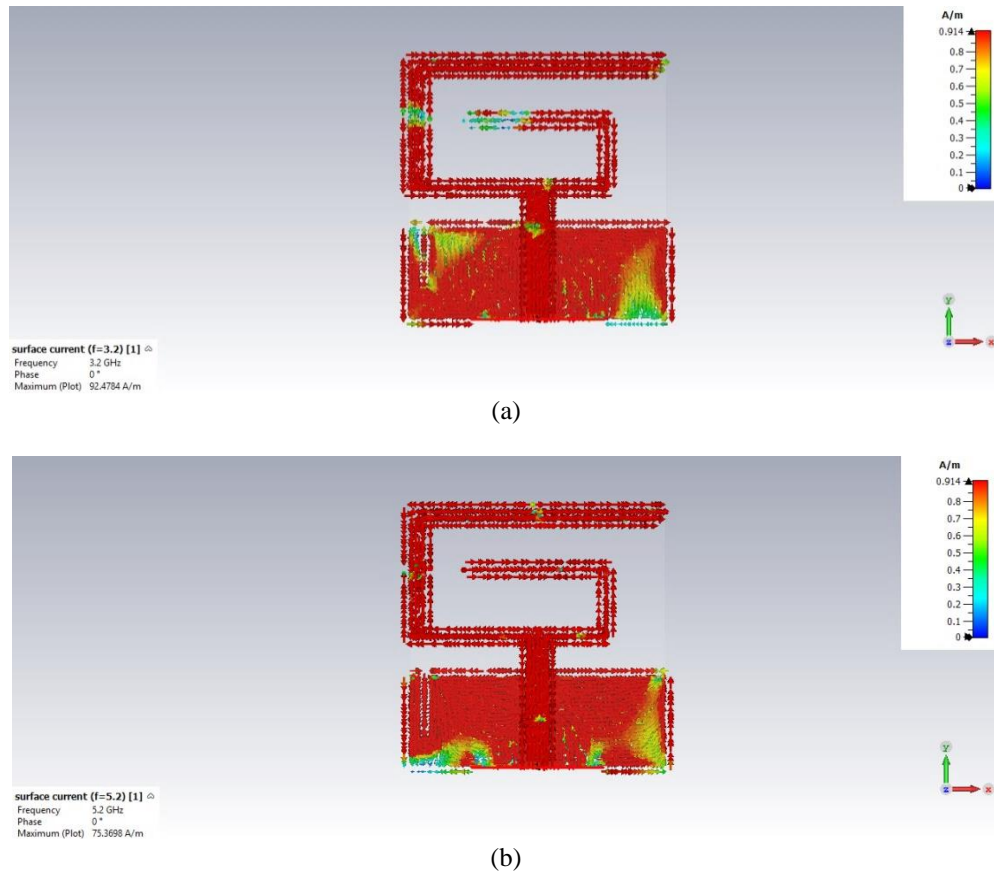 A/m
0.914
0.8
0.7
0.6
0.5
0.4
0.3
0.2
0.1
0
y
z
x
surface current (f=3.2) [1]
Frequency 3.2 GHz
Phase 0 °
Maximum (Plot) 92.4784 A/m
(a)
A/m
0.914
0.8
0.7
0.6
0.5
0.4
0.3
0.2
0.1
0
y
z
x
surface current (f=5.2) [1]
Frequency 5.2 GHz
Phase 0 °
Maximum (Plot) 75.3698 A/m
(b)